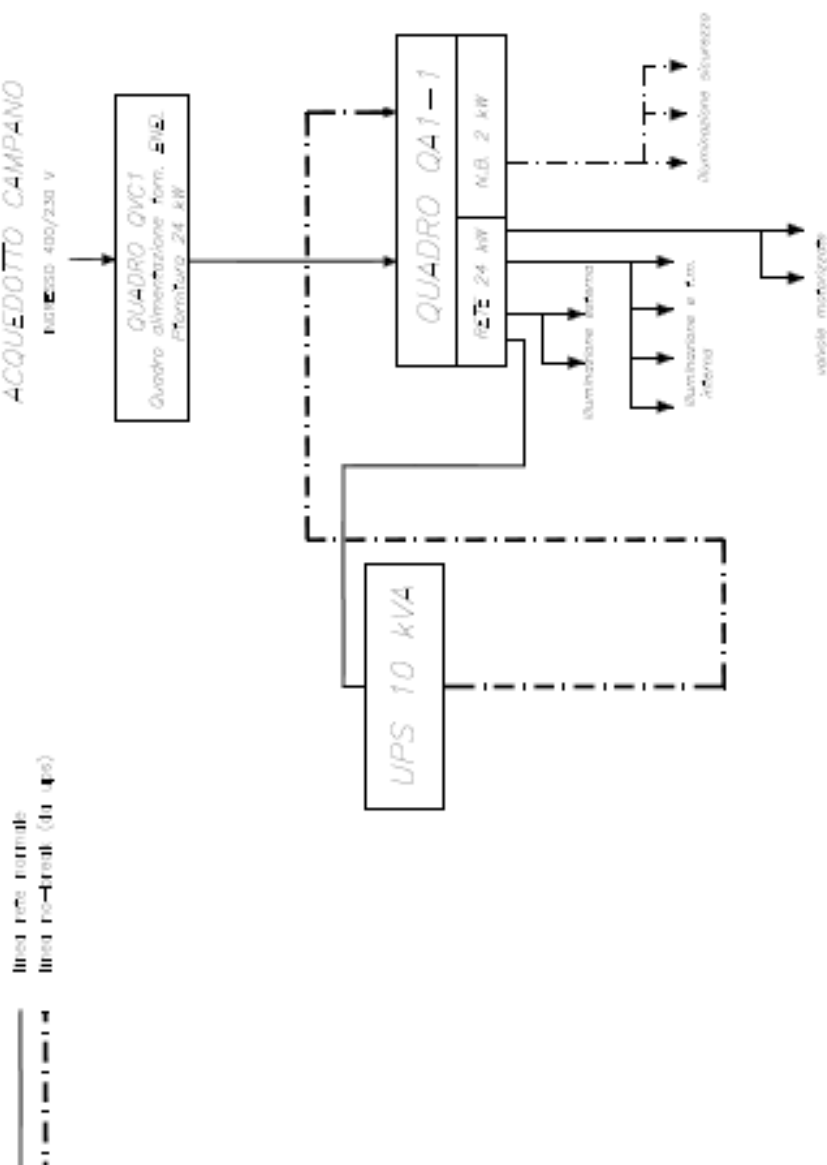 ACQUEDOTTO CAMPANO
INGRESSO 400/230 V
QUADRO QVC1
Quadro alimentazione forn. ENEL
Pfornitura 24 kW
QUADRO QA1-1
RETE 24 kW
N.B. 2 kW
illuminazione sicurezza
illuminazione esterna
illuminazione e f.m.
interna
valvole motorizzate
UPS 10 kVA
linea rete normale
linea no-break (da ups)